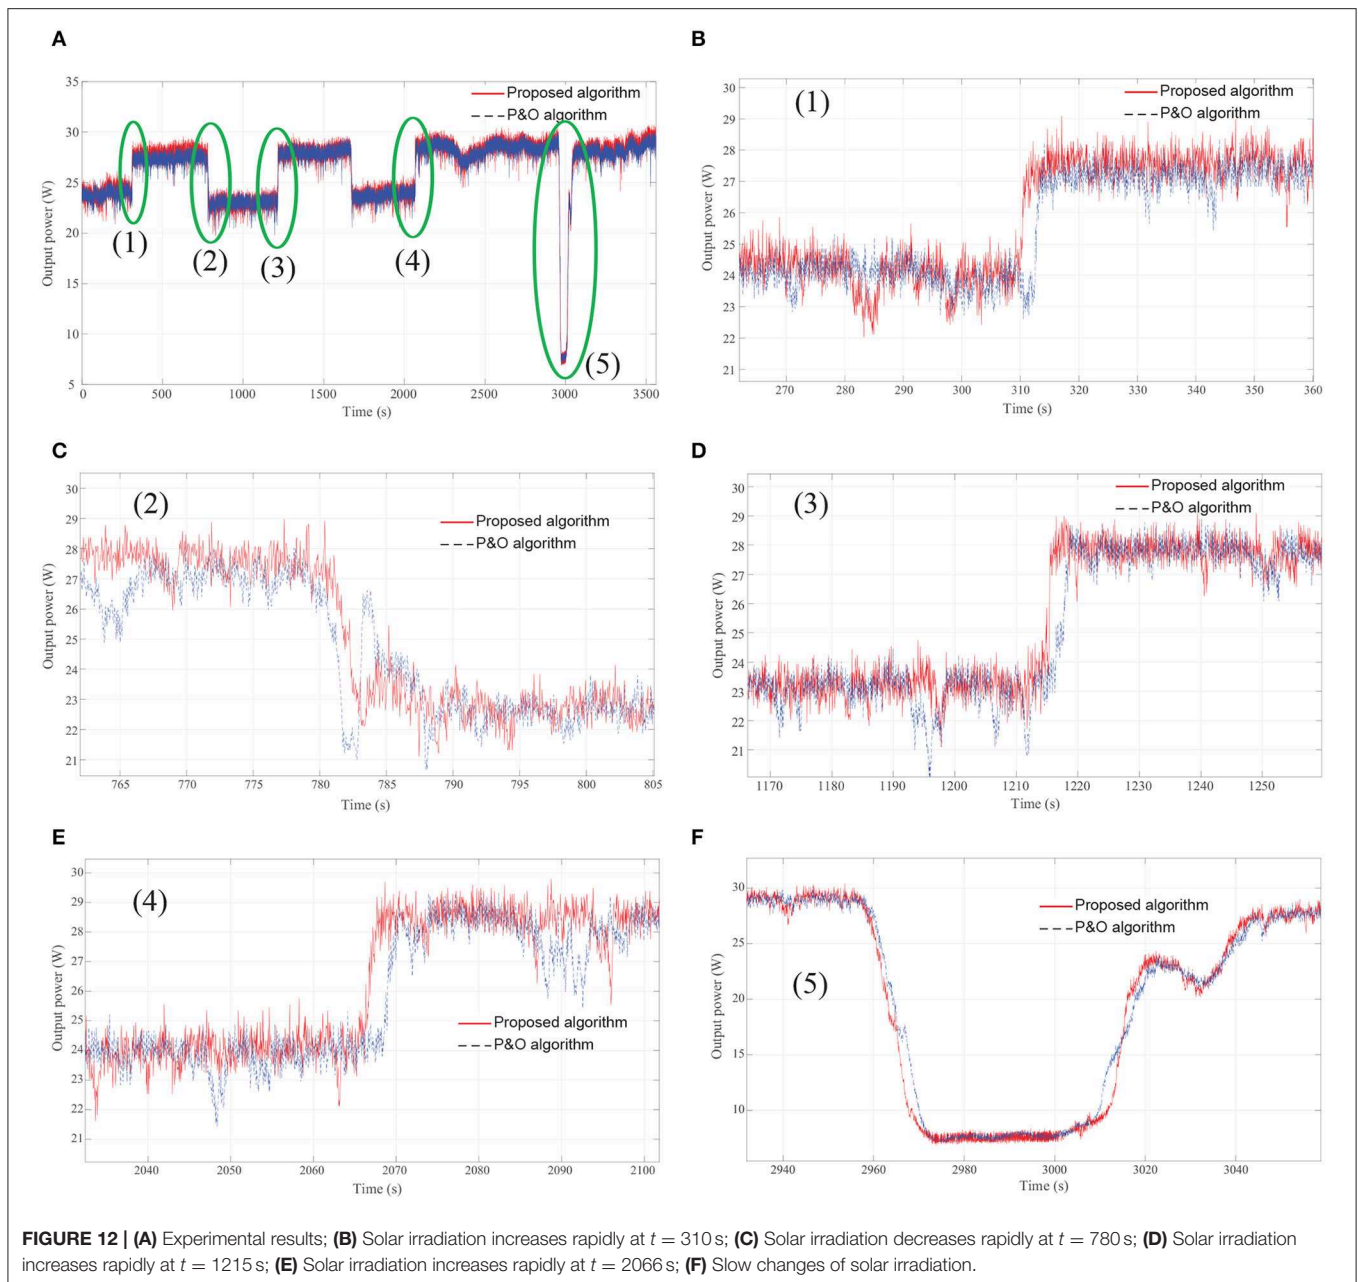 A
35
30
25
20
15
10
5
Output power (W)
Proposed algorithm
P&O algorithm
(1)
(2)
(3)
(4)
(5)
0 500 1000 1500 2000 2500 3000 3500
Time (s)
B
30
29
28
27
26
25
24
23
22
21
Output power (W)
(1)
Proposed algorithm
P&O algorithm
270 280 290 300 310 320 330 340 350 360
Time (s)
C
30
29
28
27
26
25
24
23
22
21
Output power (W)
(2)
Proposed algorithm
P&O algorithm
765 770 775 780 785 790 795 800 805
Time (s)
D
30
29
28
27
26
25
24
23
22
21
Output power (W)
(3)
Proposed algorithm
P&O algorithm
1170 1180 1190 1200 1210 1220 1230 1240 1250
Time (s)
E
30
29
28
27
26
25
24
23
22
21
Output power (W)
(4)
Proposed algorithm
P&O algorithm
2040 2050 2060 2070 2080 2090 2100
Time (s)
F
30
25
20
15
10
Output power (W)
(5)
Proposed algorithm
P&O algorithm
2940 2960 2980 3000 3020 3040
Time (s)
FIGURE 12 | (A) Experimental results; (B) Solar irradiation increases rapidly at t = 310 s; (C) Solar irradiation decreases rapidly at t = 780 s; (D) Solar irradiation
increases rapidly at t = 1215 s; (E) Solar irradiation increases rapidly at t = 2066 s; (F) Slow changes of solar irradiation.